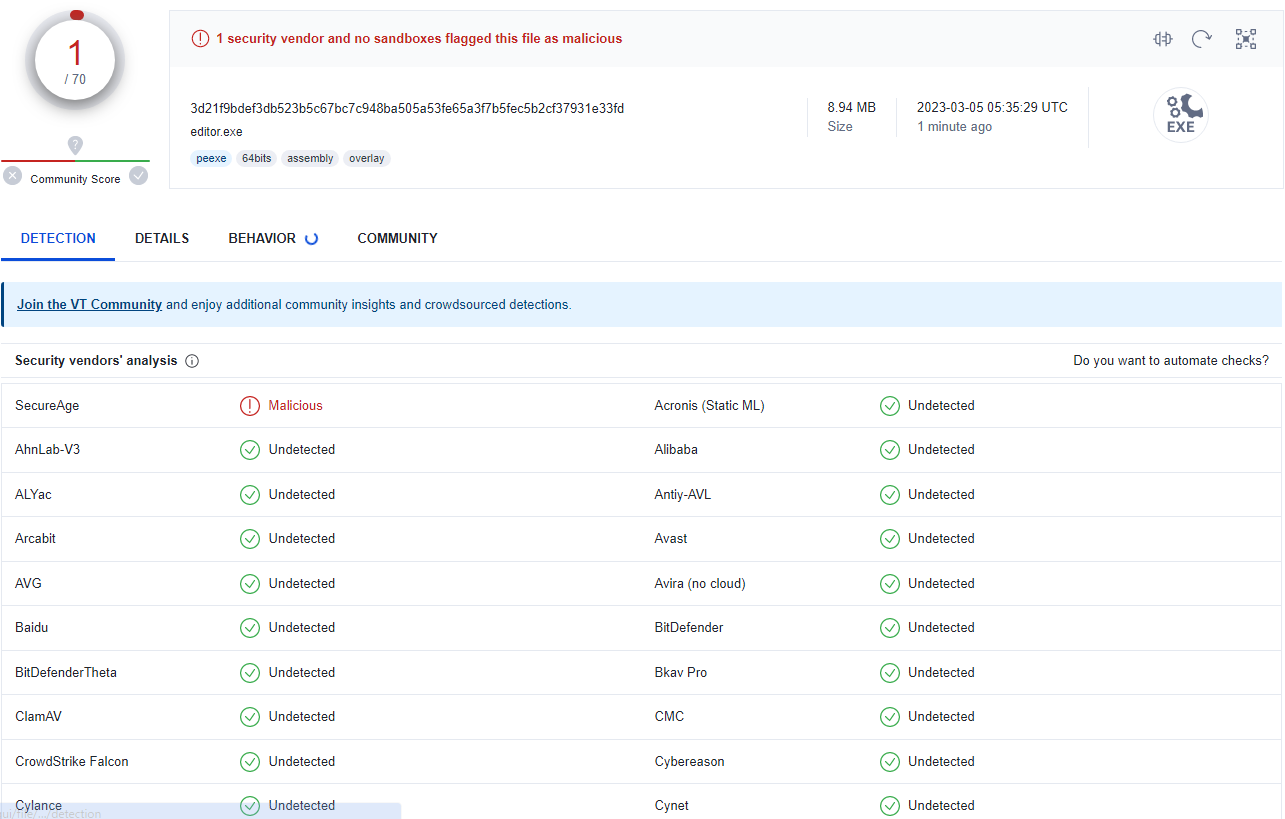 1
/ 70
?
Community Score
1 security vendor and no sandboxes flagged this file as malicious
3d21f9bdef3db523b5c67bc7c948ba505a53fe65a3f7b5fec5b2cf37931e33fd
editor.exe
peexe 64bits assembly overlay
8.94 MB
Size
2023-03-05 05:35:29 UTC
1 minute ago
EXE
DETECTION DETAILS BEHAVIOR COMMUNITY
Join the VT Community and enjoy additional community insights and crowdsourced detections.
Security vendors' analysis Do you want to automate checks?
SecureAge Malicious Acronis (Static ML) Undetected
AhnLab-V3 Undetected Alibaba Undetected
ALYac Undetected Antiy-AVL Undetected
Arcabit Undetected Avast Undetected
AVG Undetected Avira (no cloud) Undetected
Baidu Undetected BitDefender Undetected
BitDefenderTheta Undetected Bkav Pro Undetected
ClamAV Undetected CMC Undetected
CrowdStrike Falcon Undetected Cybereason Undetected
Cylance Undetected Cynet Undetected
ui/file/.../detection